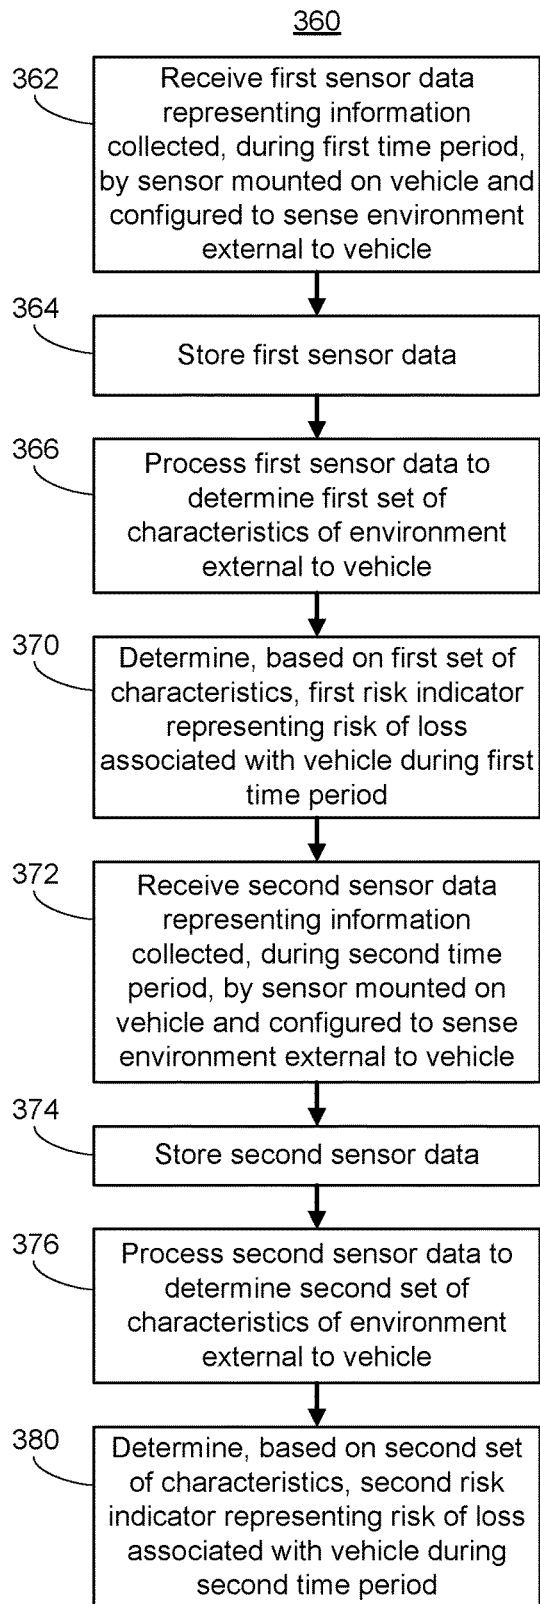 360
362
Receive first sensor data
representing information
collected, during first time period,
by sensor mounted on vehicle and
configured to sense environment
external to vehicle
364
Store first sensor data
366
Process first sensor data to
determine first set of
characteristics of environment
external to vehicle
370
Determine, based on first set of
characteristics, first risk indicator
representing risk of loss
associated with vehicle during first
time period
372
Receive second sensor data
representing information
collected, during second time
period, by sensor mounted on
vehicle and configured to sense
environment external to vehicle
374
Store second sensor data
376
Process second sensor data to
determine second set of
characteristics of environment
external to vehicle
380
Determine, based on second set
of characteristics, second risk
indicator representing risk of loss
associated with vehicle during
second time period